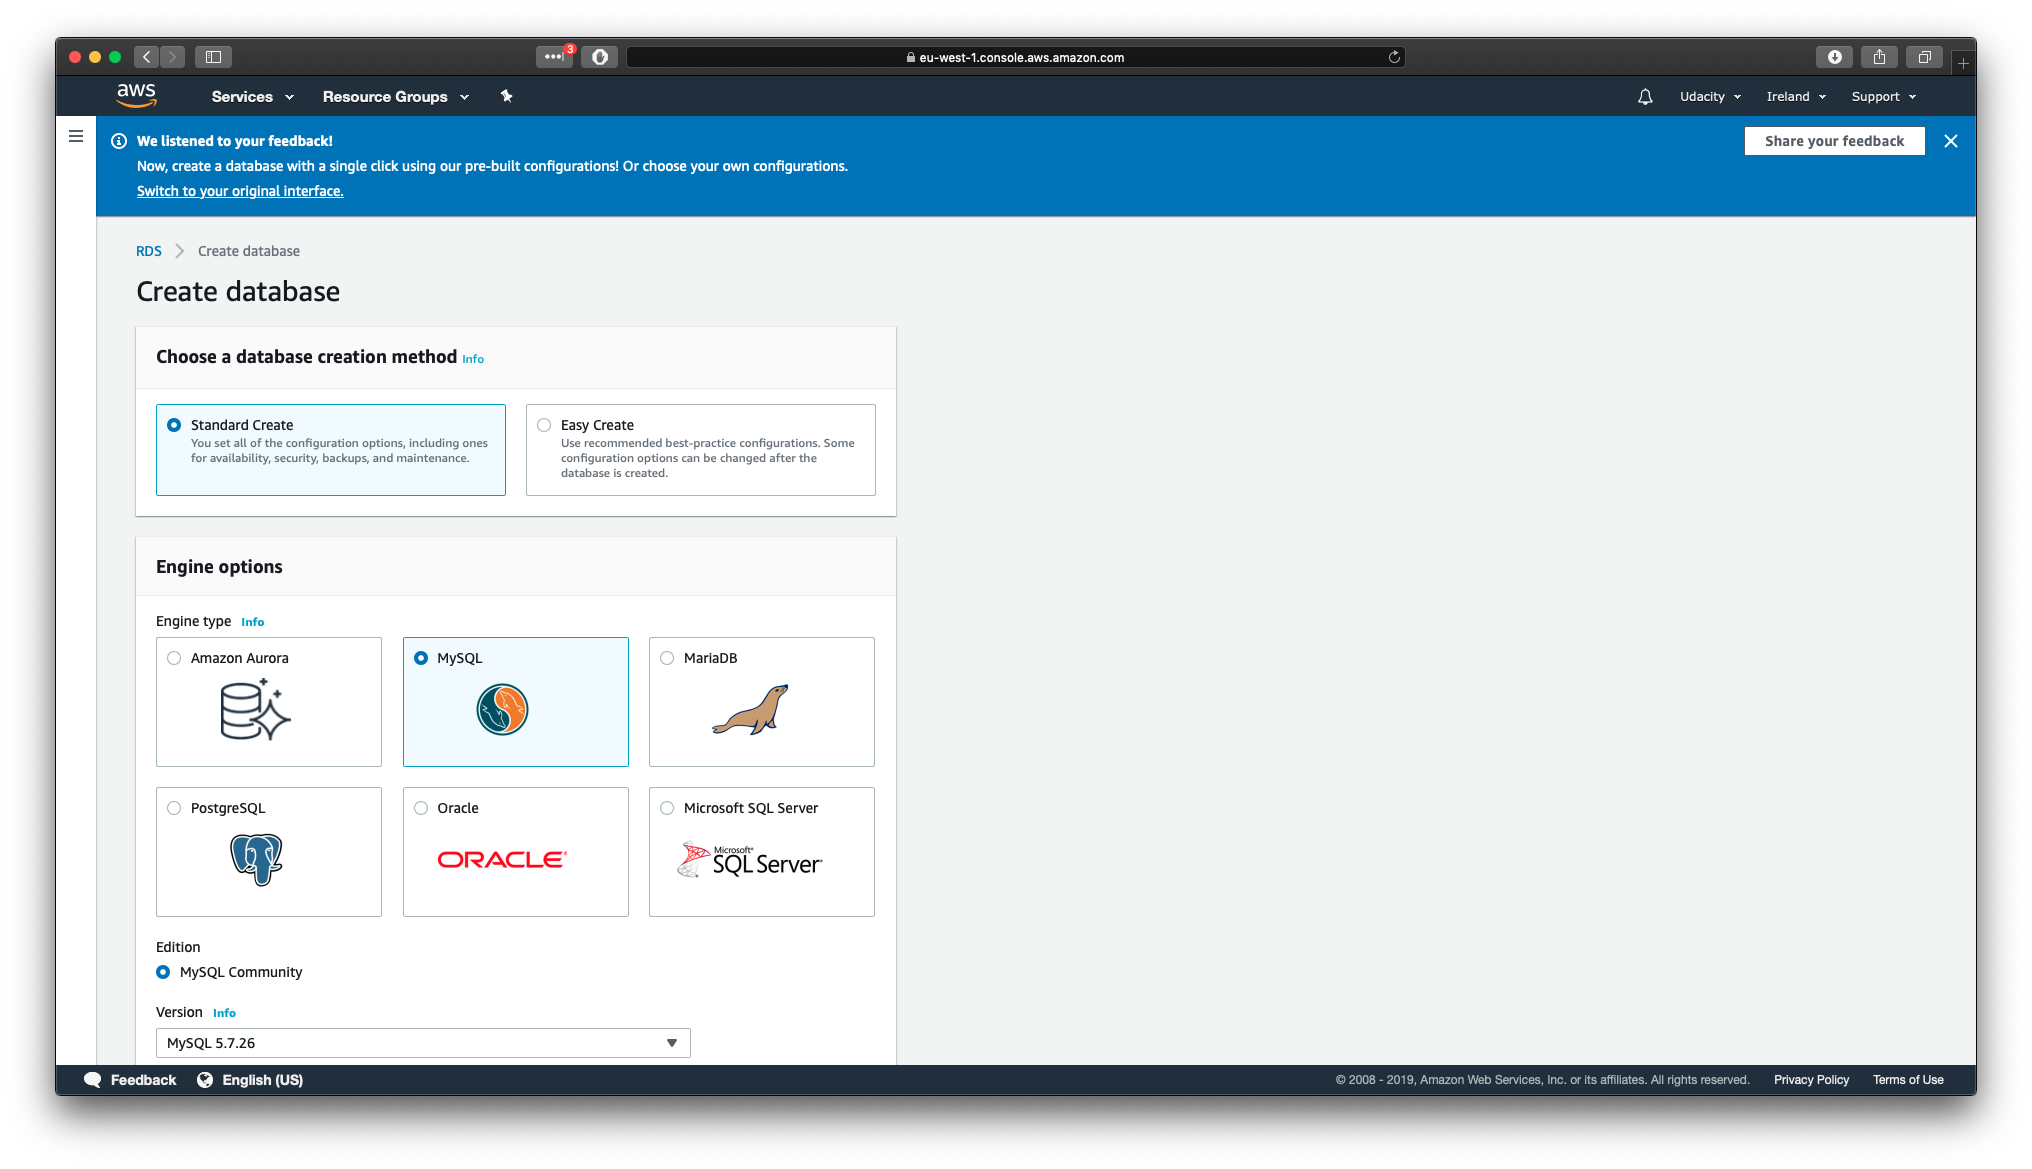 3
eu-west-1.console.aws.amazon.com
aws
Services
Resource Groups
Udacity
Ireland
Support
We listened to your feedback!
Now, create a database with a single click using our pre-built configurations! Or choose your own configurations.
Switch to your original interface.
Share your feedback
RDS
Create database
Create database
Choose a database creation method Info
Standard Create
You set all of the configuration options, including ones
for availability, security, backups, and maintenance.
Easy Create
Use recommended best-practice configurations. Some
configuration options can be changed after the
database is created.
Engine options
Engine type Info
Amazon Aurora
MySQL
MariaDB
PostgreSQL
Oracle
ORACLE®
Microsoft SQL Server
Microsoft®
SQL Server®
Edition
MySQL Community
Version Info
MySQL 5.7.26
Feedback
English (US)
© 2008 - 2019, Amazon Web Services, Inc. or its affiliates. All rights reserved.
Privacy Policy
Terms of Use